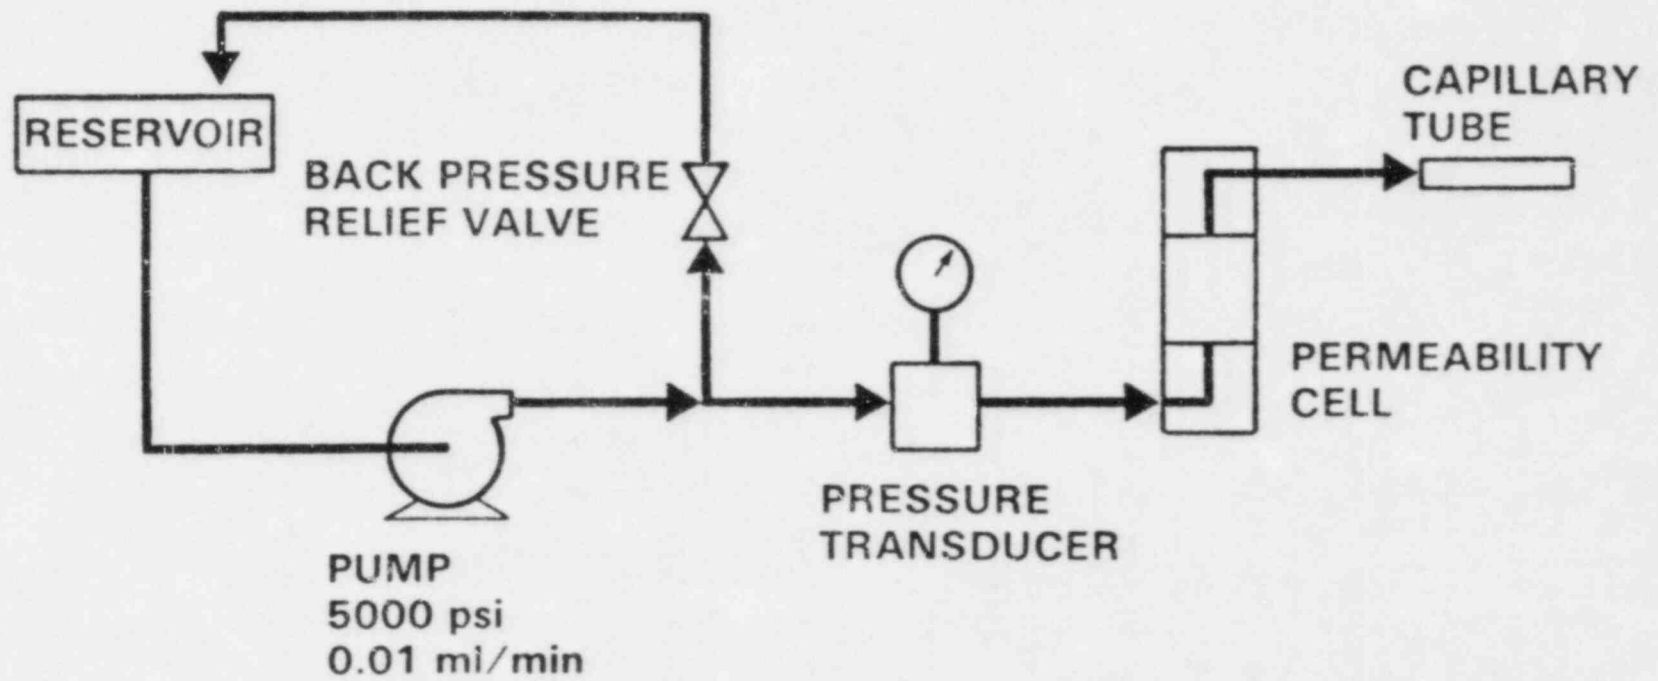 RESERVOIR
BACK PRESSURE
RELIEF VALVE
CAPILLARY
TUBE
PERMEABILITY
CELL
PRESSURE
TRANSDUCER
PUMP
5000 psi
0.01 ml/min